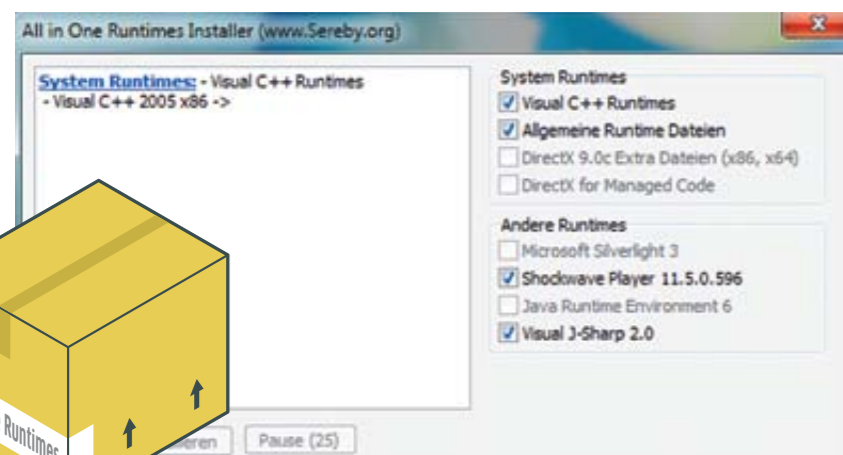 All in One Runtimes Installer (www.Sereby.org)
System Runtimes: - Visual C++ Runtimes
- Visual C++ 2005 x86 ->
System Runtimes
Visual C++ Runtimes
Allgemeine Runtime Dateien
DirectX 9.0c Extra Dateien (x86, x64)
DirectX for Managed Code
Andere Runtimes
Microsoft Silverlight 3
Shockwave Player 11.5.0.596
Java Runtime Environment 6
Visual J-Sharp 2.0
Runtimes
Pause (25)